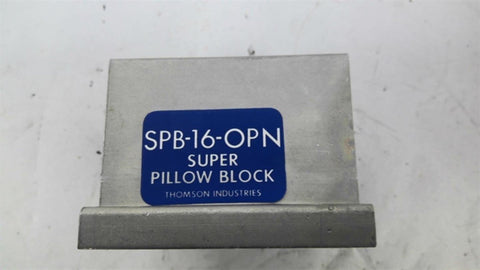 SPB-16-OPN
SUPER
PILLOW BLOCK
THOMSON INDUSTRIES